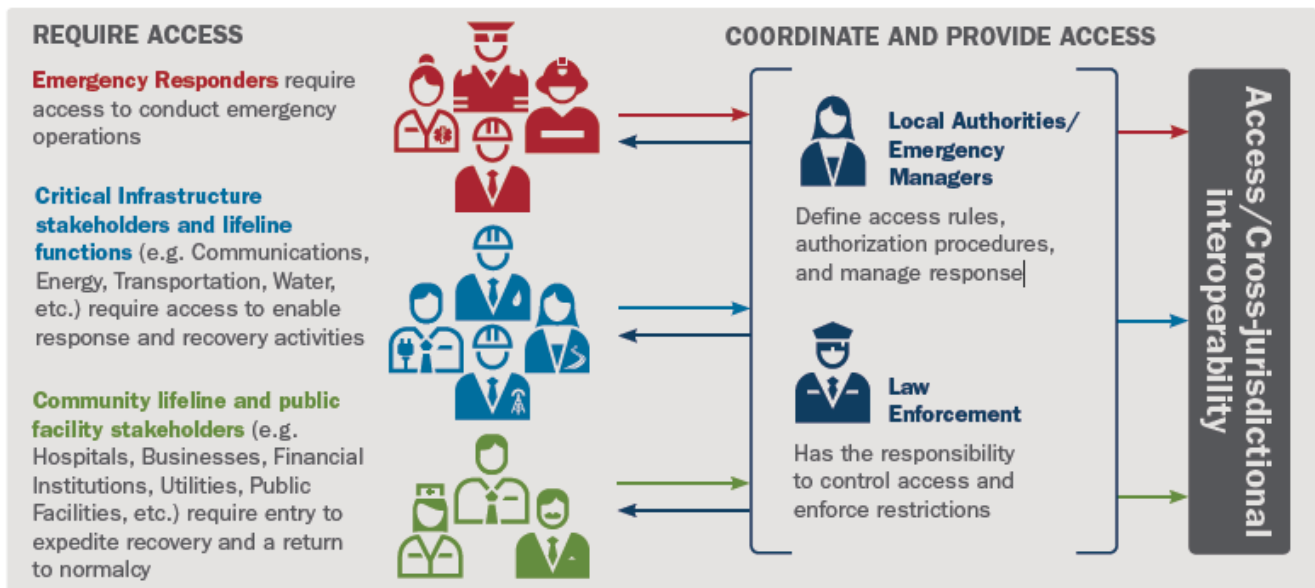 REQUIRE ACCESS
Emergency Responders require
access to conduct emergency
operations
Critical Infrastructure
stakeholders and lifeline
functions (e.g. Communications,
Energy, Transportation, Water,
etc.) require access to enable
response and recovery activities
Community lifeline and public
facility stakeholders (e.g.
Hospitals, Businesses, Financial
Institutions, Utilities, Public
Facilities, etc.) require entry to
expedite recovery and a return
to normalcy
COORDINATE AND PROVIDE ACCESS
Local Authorities/
Emergency
Managers
Define access rules,
authorization procedures,
and manage response
Law
Enforcement
Has the responsibility
to control access and
enforce restrictions
Access/Cross-jurisdictional
interoperability